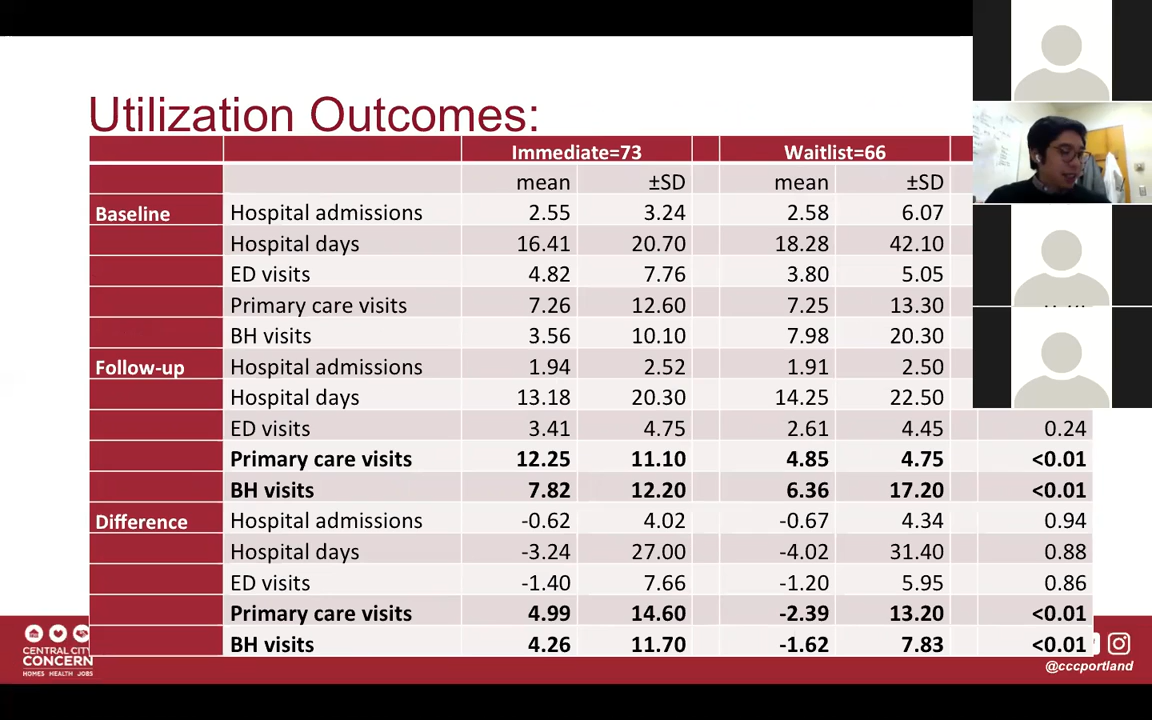 Utilization Outcomes:
Immediate=73 Waitlist=66
mean ±SD mean ±SD
Baseline Hospital admissions 2.55 3.24 2.58 6.07
Hospital days 16.41 20.70 18.28 42.10
ED visits 4.82 7.76 3.80 5.05
Primary care visits 7.26 12.60 7.25 13.30
BH visits 3.56 10.10 7.98 20.30
Follow-up Hospital admissions 1.94 2.52 1.91 2.50
Hospital days 13.18 20.30 14.25 22.50
ED visits 3.41 4.75 2.61 4.45 0.24
Primary care visits 12.25 11.10 4.85 4.75 <0.01
BH visits 7.82 12.20 6.36 17.20 <0.01
Difference Hospital admissions -0.62 4.02 -0.67 4.34 0.94
Hospital days -3.24 27.00 -4.02 31.40 0.88
ED visits -1.40 7.66 -1.20 5.95 0.86
Primary care visits 4.99 14.60 -2.39 13.20 <0.01
BH visits 4.26 11.70 -1.62 7.83 <0.01
CENTRAL CITY
CONCERN
HOMES HEALTH JOBS
@cccportland